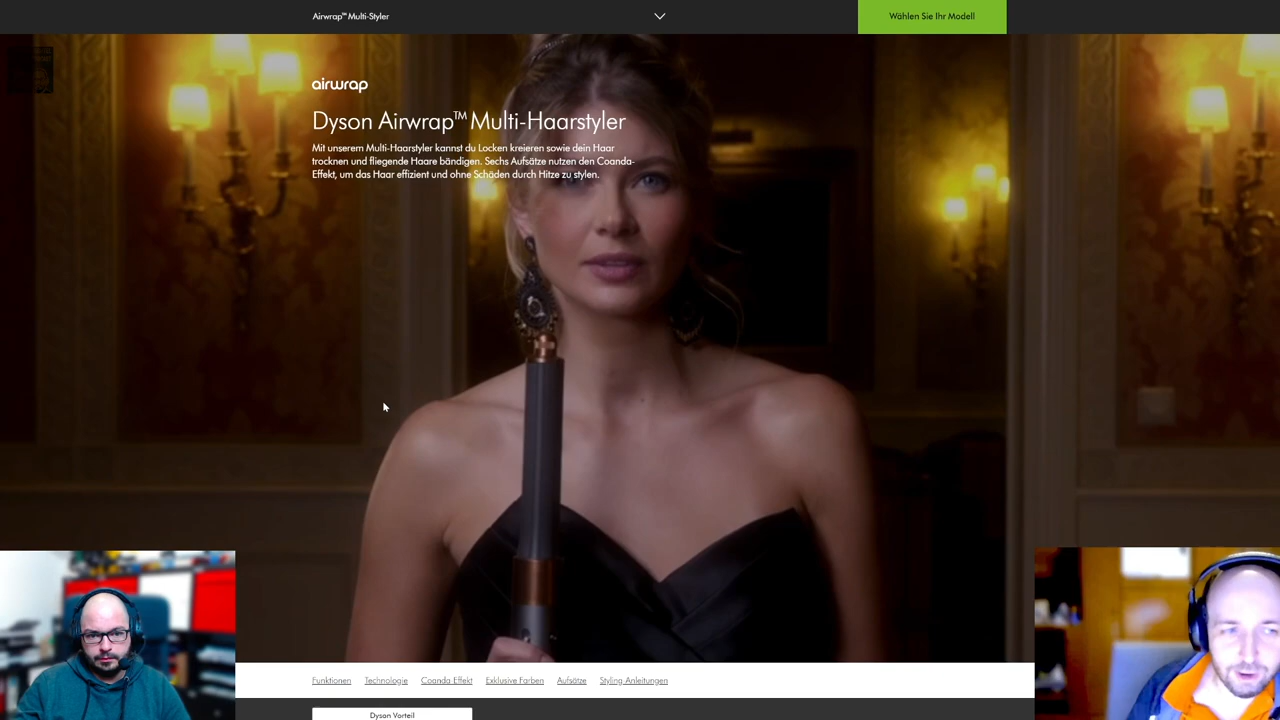 Airwrap™ Multi-Styler
Wählen Sie Ihr Modell
airwrap
Dyson Airwrap™ Multi-Haarstyler
Mit unserem Multi-Haarstyler kannst du Locken kreieren sowie dein Haar
trocknen und fliegende Haare bändigen. Sechs Aufsätze nutzen den Coanda-
Effekt, um das Haar effizient und ohne Schäden durch Hitze zu stylen.
Funktionen Technologie Coanda Effekt Exklusive Farben Aufsätze Styling Anleitungen
Dyson Vorteil